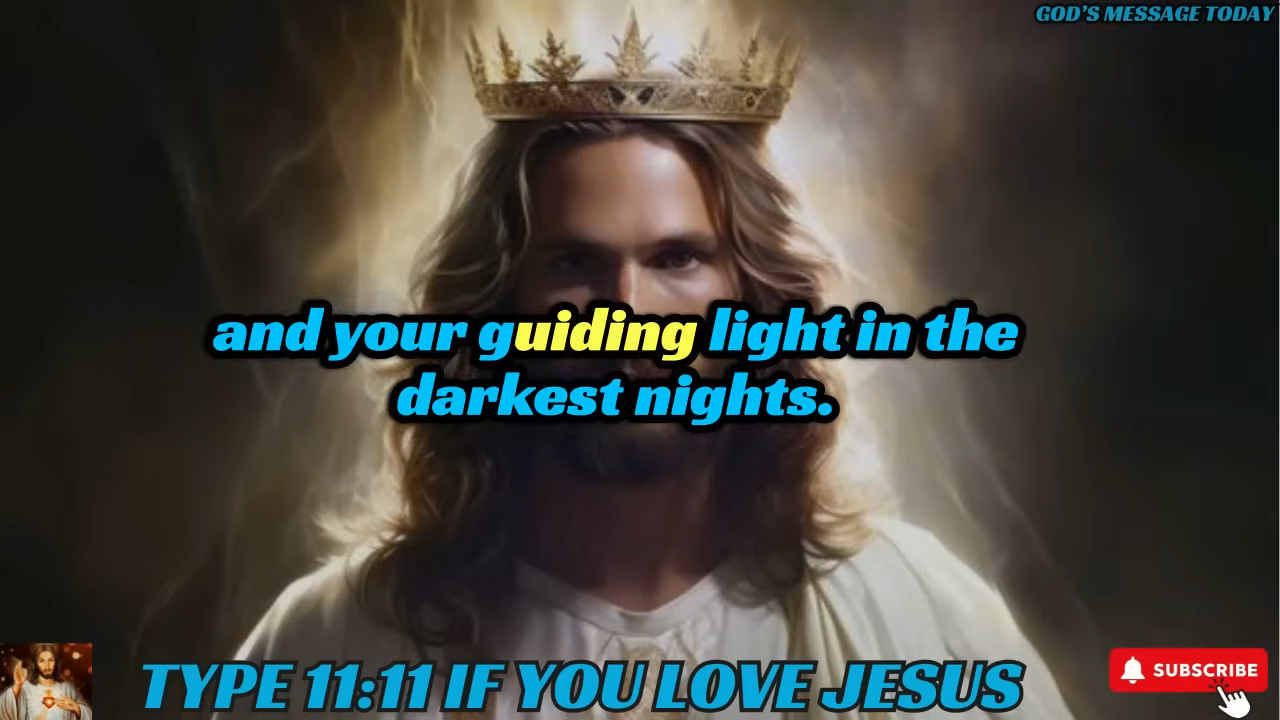 GOD'S MESSAGE TODAY
and your guiding light in the
darkest nights.
TYPE 11:11 IF YOU LOVE JESUS
SUBSCRIBE